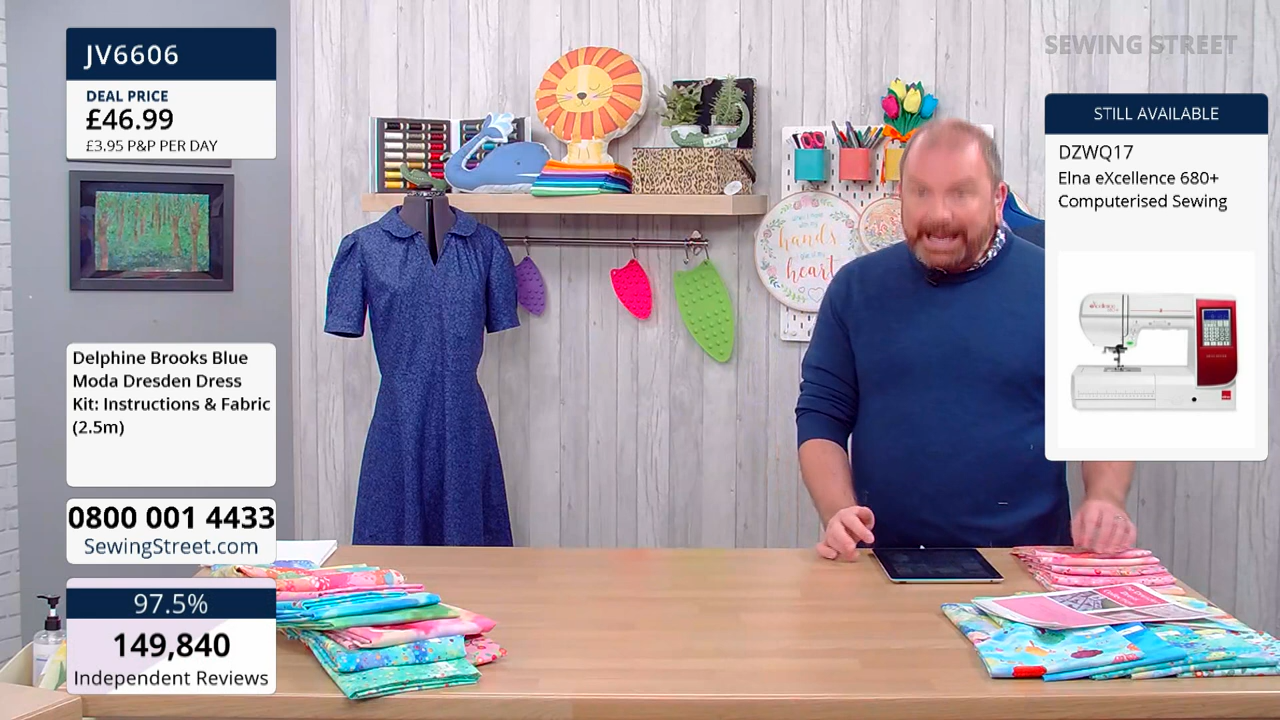 JV6606
DEAL PRICE
£46.99
£3.95 P&P PER DAY
Delphine Brooks Blue
Moda Dresden Dress
Kit: Instructions & Fabric
(2.5m)
0800 001 4433
SewingStreet.com
97.5%
149,840
Independent Reviews
hands
heart
SEWING STREET
STILL AVAILABLE
DZWQ17
Elna eXcellence 680+
Computerised Sewing